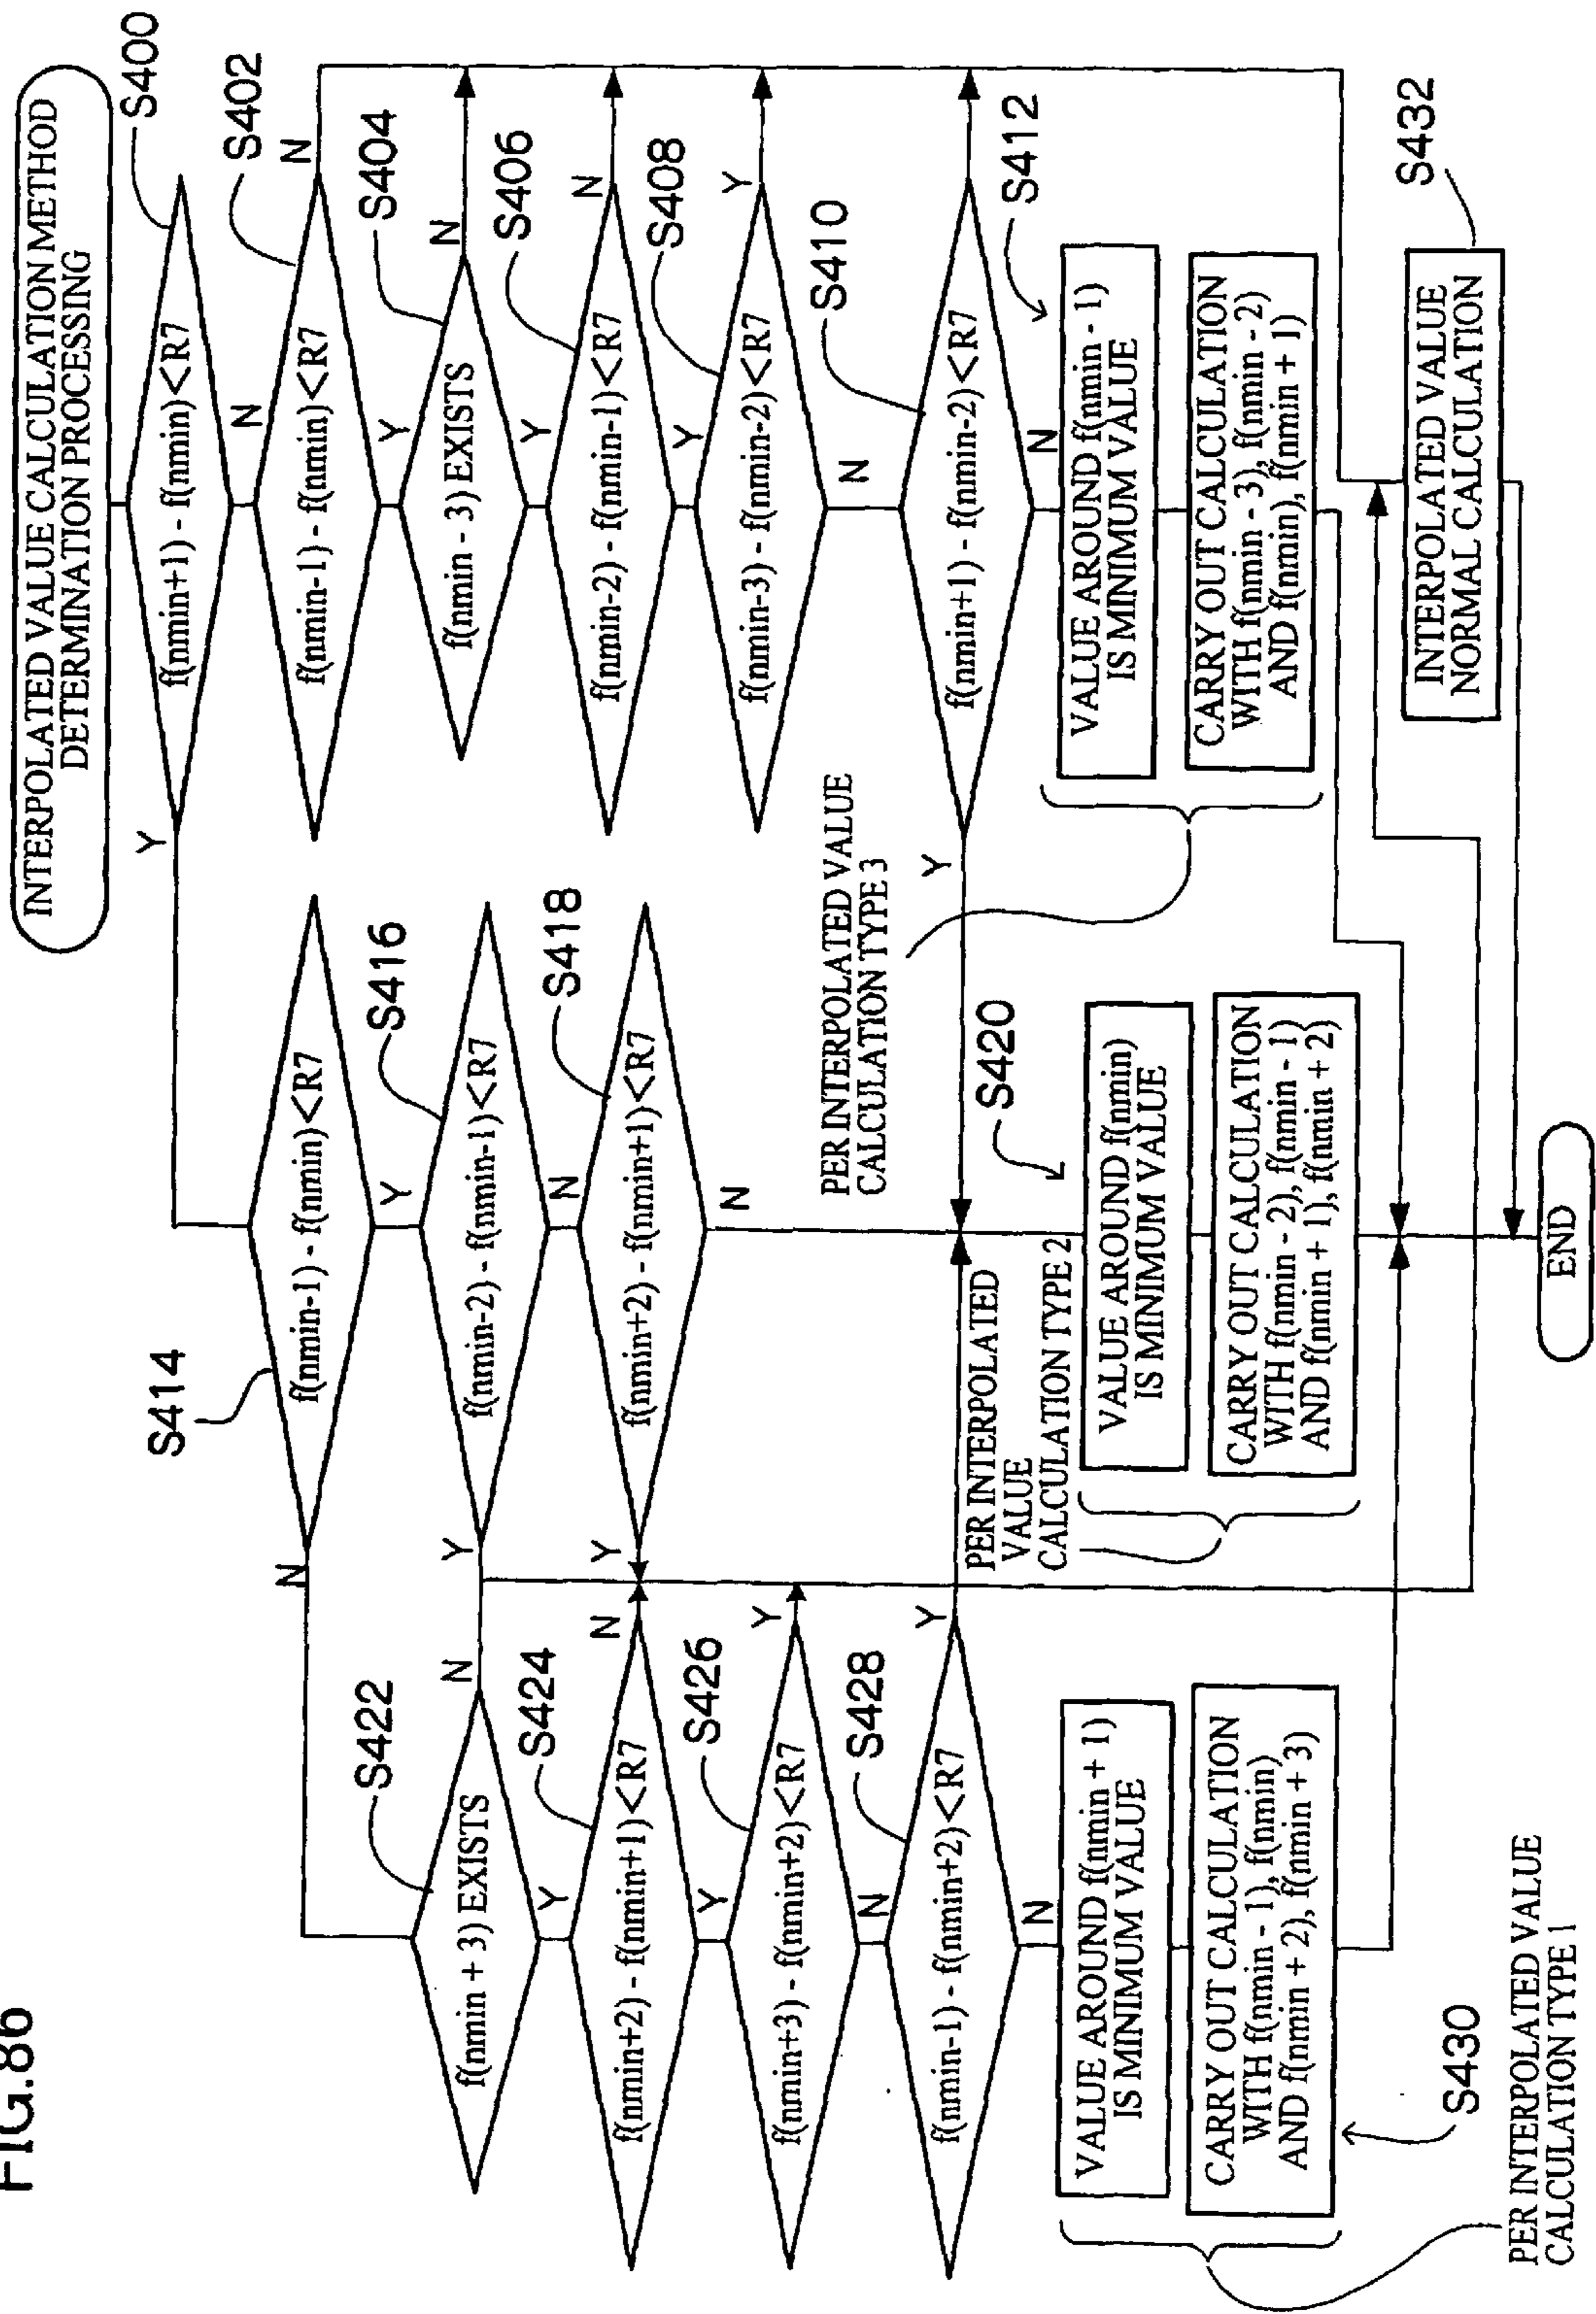 FIG.86
INTERPOLATED VALUE CALCULATION METHOD
DETERMINATION PROCESSING
S400
f(nmin+1) - f(nmin)<R7
Y
N
S402
f(nmin-1) - f(nmin)<R7
N
Y
S404
f(nmin - 3) EXISTS
N
Y
S406
f(nmin-2) - f(nmin-1)<R7
N
Y
S408
f(nmin-3) - f(nmin-2)<R7
Y
N
S410
f(nmin+1) - f(nmin-2)<R7
Y
N
S412
VALUE AROUND f(nmin - 1)
IS MINIMUM VALUE
CARRY OUT CALCULATION
WITH f(nmin - 3), f(nmin - 2)
AND f(nmin), f(nmin + 1)
PER INTERPOLATED VALUE
CALCULATION TYPE 3
S414
f(nmin-1) - f(nmin)<R7
N
Y
S416
f(nmin-2) - f(nmin-1)<R7
Y
N
S418
f(nmin+2) - f(nmin+1)<R7
Y
N
S420
VALUE AROUND f(nmin)
IS MINIMUM VALUE
CARRY OUT CALCULATION
WITH f(nmin - 2), f(nmin - 1)
AND f(nmin + 1), f(nmin + 2)
PER INTERPOLATED
VALUE
CALCULATION TYPE 2
S422
f(nmin + 3) EXISTS
N
Y
S424
f(nmin+2) - f(nmin+1)<R7
N
Y
S426
f(nmin+3) - f(nmin+2)<R7
Y
N
S428
f(nmin-1) - f(nmin+2)<R7
Y
N
VALUE AROUND f(nmin + 1)
IS MINIMUM VALUE
CARRY OUT CALCULATION
WITH f(nmin - 1), f(nmin)
AND f(nmin + 2), f(nmin + 3)
S430
PER INTERPOLATED VALUE
CALCULATION TYPE 1
S432
INTERPOLATED VALUE
NORMAL CALCULATION
END